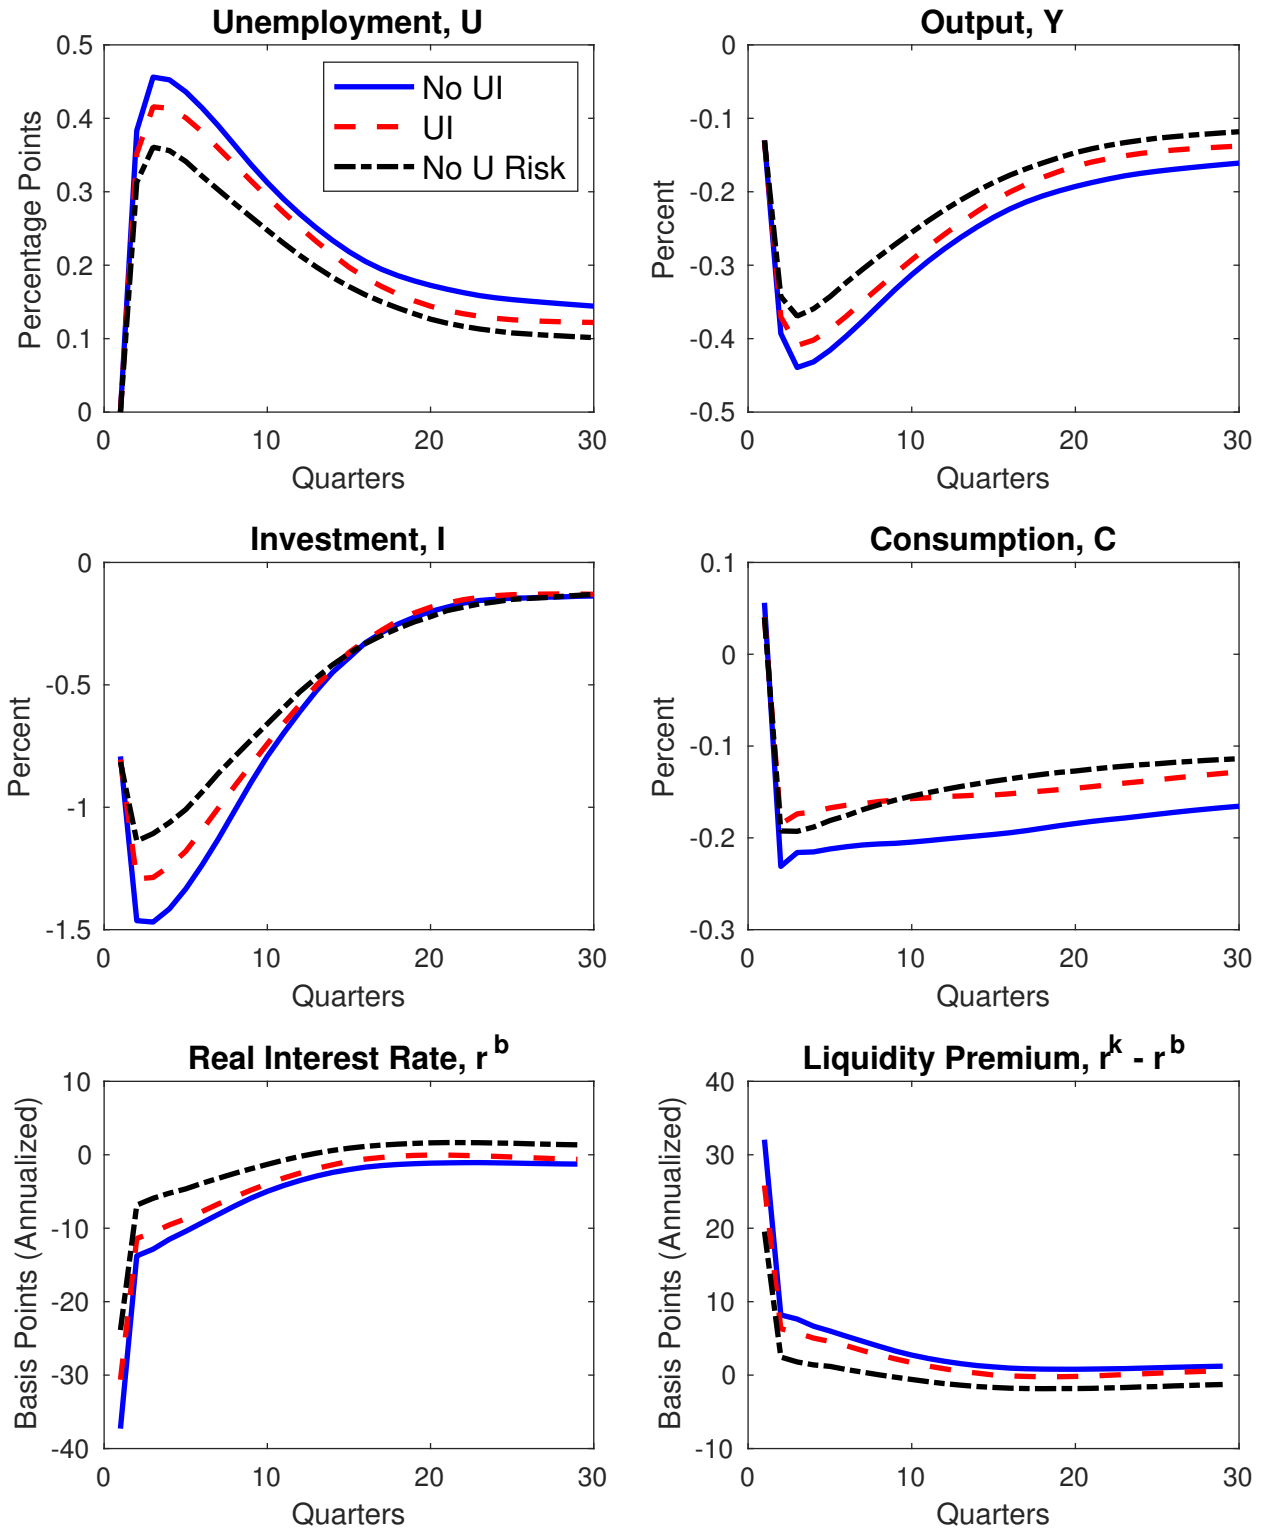 Unemployment, U
0.5
0.4
0.3
0.2
0.1
0
Percentage Points
No UI
UI
No U Risk
0 10 20 30
Quarters
Output, Y
0
-0.1
-0.2
-0.3
-0.4
-0.5
Percent
0 10 20 30
Quarters
Investment, I
0
-0.5
-1
-1.5
Percent
0 10 20 30
Quarters
Consumption, C
0.1
0
-0.1
-0.2
-0.3
Percent
0 10 20 30
Quarters
Real Interest Rate, r^b
10
0
-10
-20
-30
-40
Basis Points (Annualized)
0 10 20 30
Quarters
Liquidity Premium, r^k - r^b
40
30
20
10
0
-10
Basis Points (Annualized)
0 10 20 30
Quarters